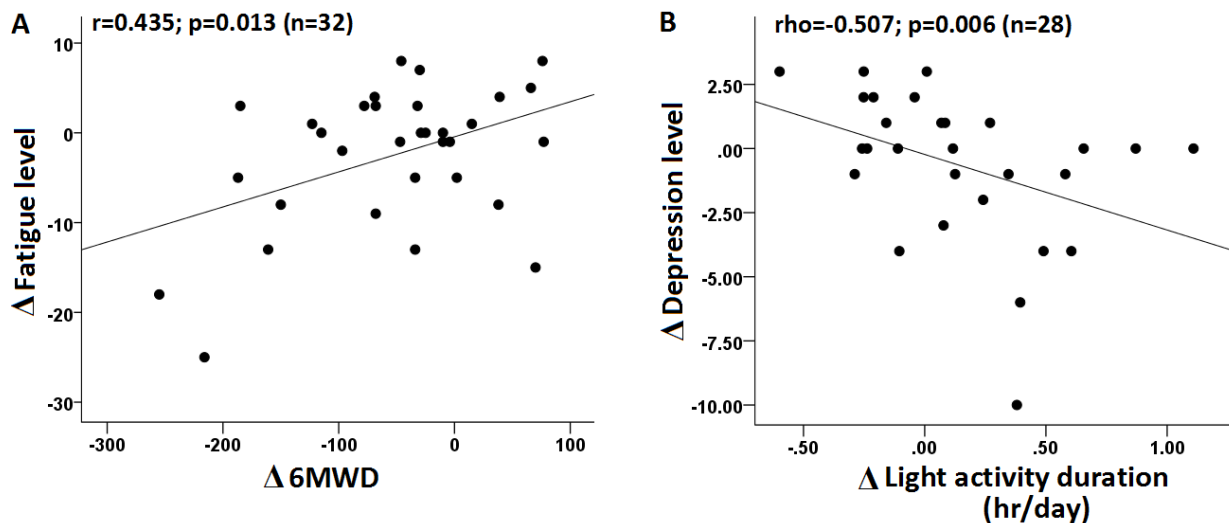 A
r=0.435; p=0.013 (n=32)
Δ Fatigue level
10
0
-10
-20
-30
-300
-200
-100
0
100
Δ 6MWD
B
rho=-0.507; p=0.006 (n=28)
Δ Depression level
2.50
.00
-2.50
-5.00
-7.50
-10.00
-.50
.00
.50
1.00
Δ Light activity duration
(hr/day)